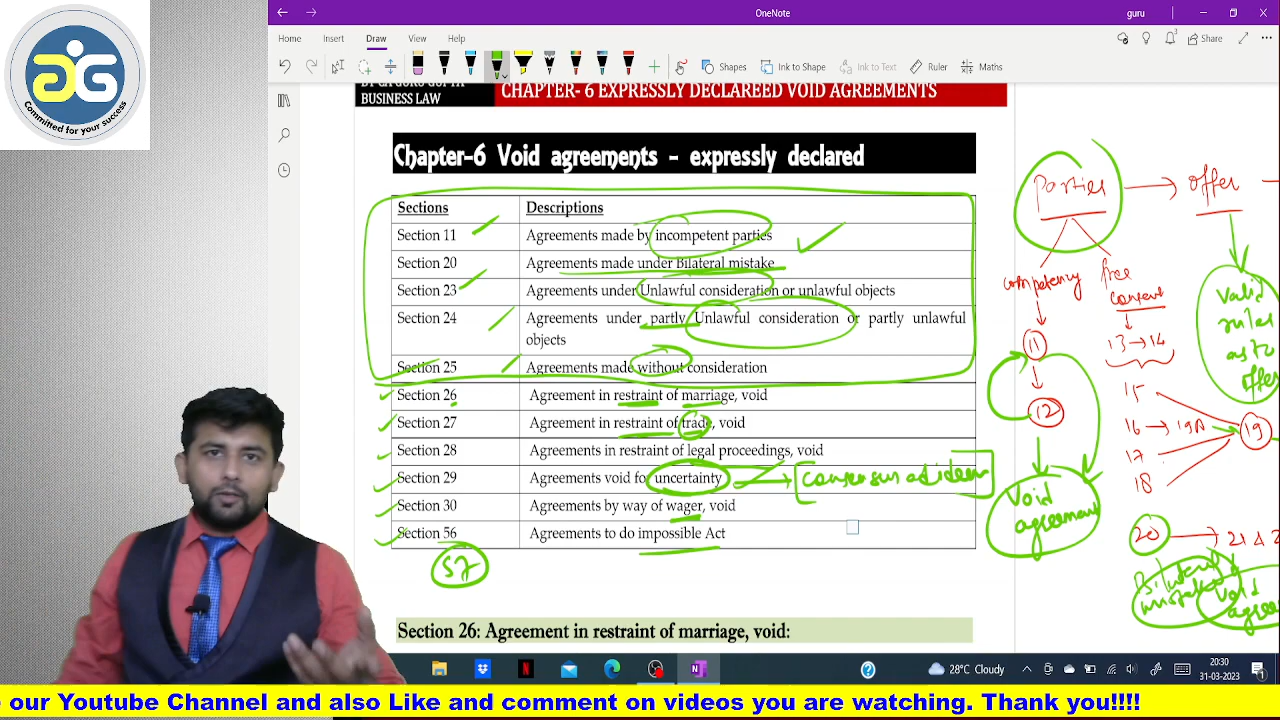 GG
Committed for your success
OneNote
guru
Home
Insert
Draw
View
Help
Share
Shapes
Ink to Shape
Ink to Text
Ruler
Maths
BY CA GURU GUPTA
BUSINESS LAW
CHAPTER- 6 EXPRESSLY DECLAREED VOID AGREEMENTS
Chapter-6 Void agreements - expressly declared
Sections Descriptions
Section 11 Agreements made by incompetent parties
Section 20 Agreements made under Bilateral mistake
Section 23 Agreements under Unlawful consideration or unlawful objects
Section 24 Agreements under partly Unlawful consideration or partly unlawful
objects
Section 25 Agreements made without consideration
Section 26 Agreement in restraint of marriage, void
Section 27 Agreement in restraint of trade, void
Section 28 Agreements in restraint of legal proceedings, void
Section 29 Agreements void for uncertainty
Section 30 Agreements by way of wager, void
Section 56 Agreements to do impossible Act
57
Section 26: Agreement in restraint of marriage, void:
Parties
offer
competency
free
consent
11
13 → 14
12
15
16 → 19A
17
18
19
Valid
rules
as to
offer
Void
agreement
20
21 &
Bilateral
mistake
Void
28°C Cloudy
20:30
31-03-2023
our Youtube Channel and also Like and comment on videos you are watching. Thank you!!!!